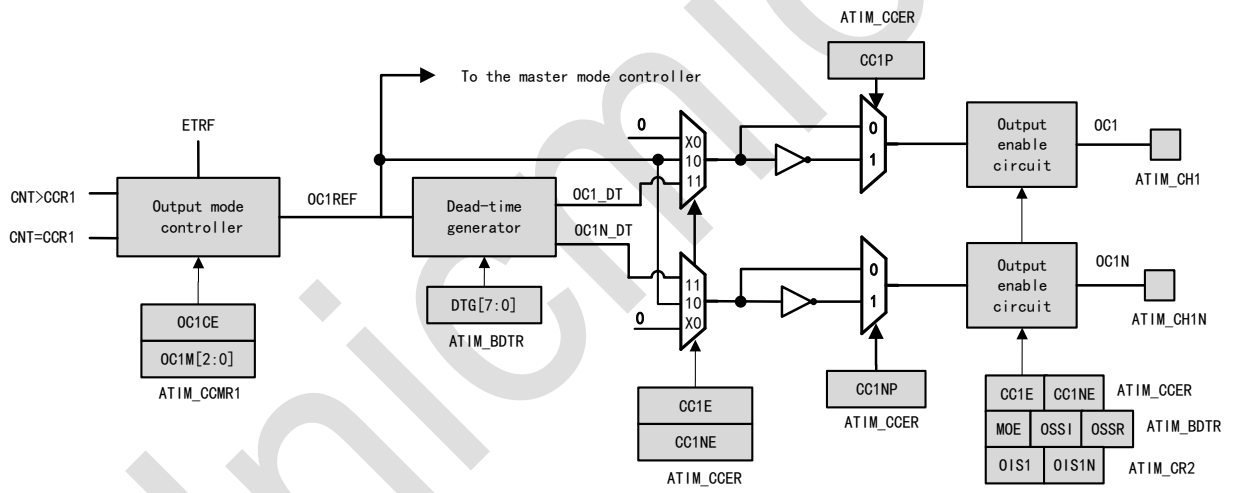 ATIM_CCER
CC1P
To the master mode controller
ETRF
0
X0
10
11
0
1
Output
enable
circuit
OC1
ATIM_CH1
CNT>CCR1
CNT=CCR1
Output mode
controller
OC1REF
Dead-time
generator
OC1_DT
OC1N_DT
11
10
X0
0
0
1
Output
enable
circuit
OC1N
ATIM_CH1N
OC1CE
OC1M[2:0]
ATIM_CCMR1
DTG[7:0]
ATIM_BDTR
CC1E
CC1NE
ATIM_CCER
CC1NP
ATIM_CCER
CC1E CC1NE ATIM_CCER
MOE OSSI OSSR ATIM_BDTR
OIS1 OIS1N ATIM_CR2